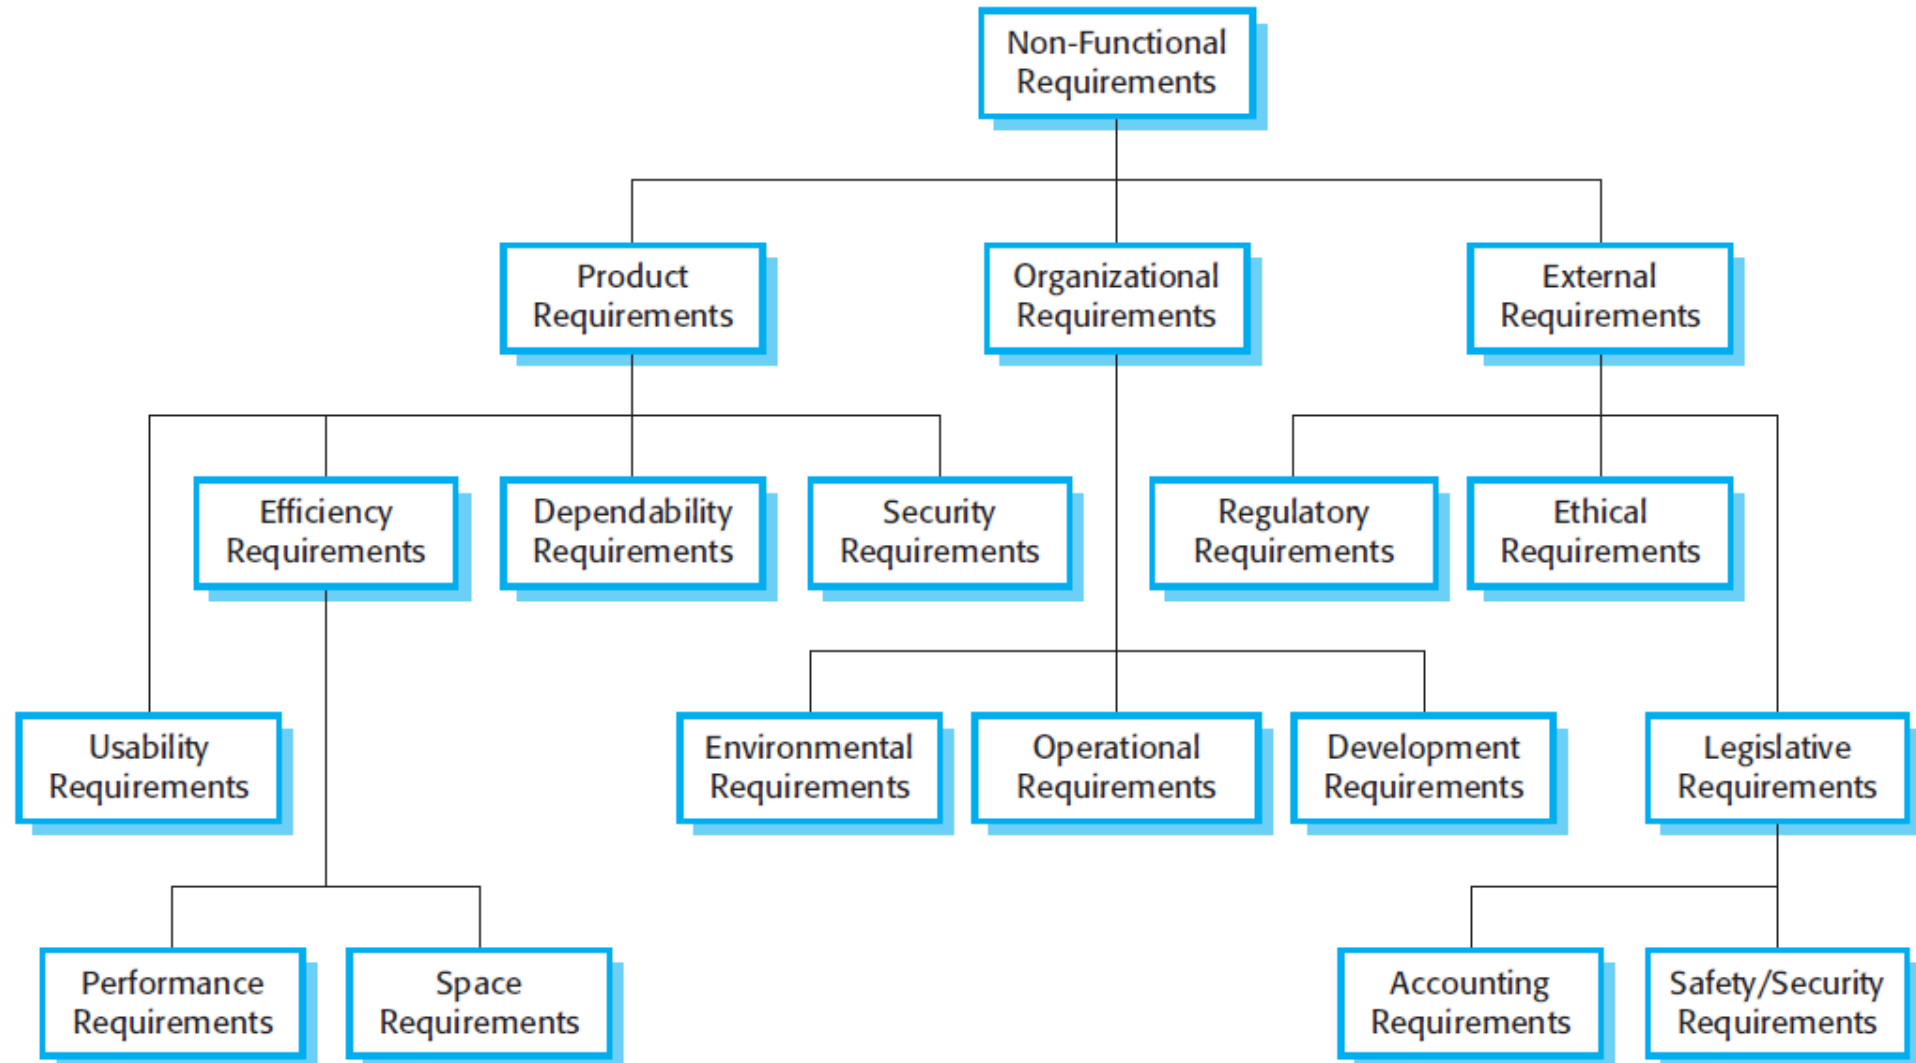 Non-Functional
Requirements
Product
Requirements
Organizational
Requirements
External
Requirements
Efficiency
Requirements
Dependability
Requirements
Security
Requirements
Regulatory
Requirements
Ethical
Requirements
Usability
Requirements
Environmental
Requirements
Operational
Requirements
Development
Requirements
Legislative
Requirements
Performance
Requirements
Space
Requirements
Accounting
Requirements
Safety/Security
Requirements